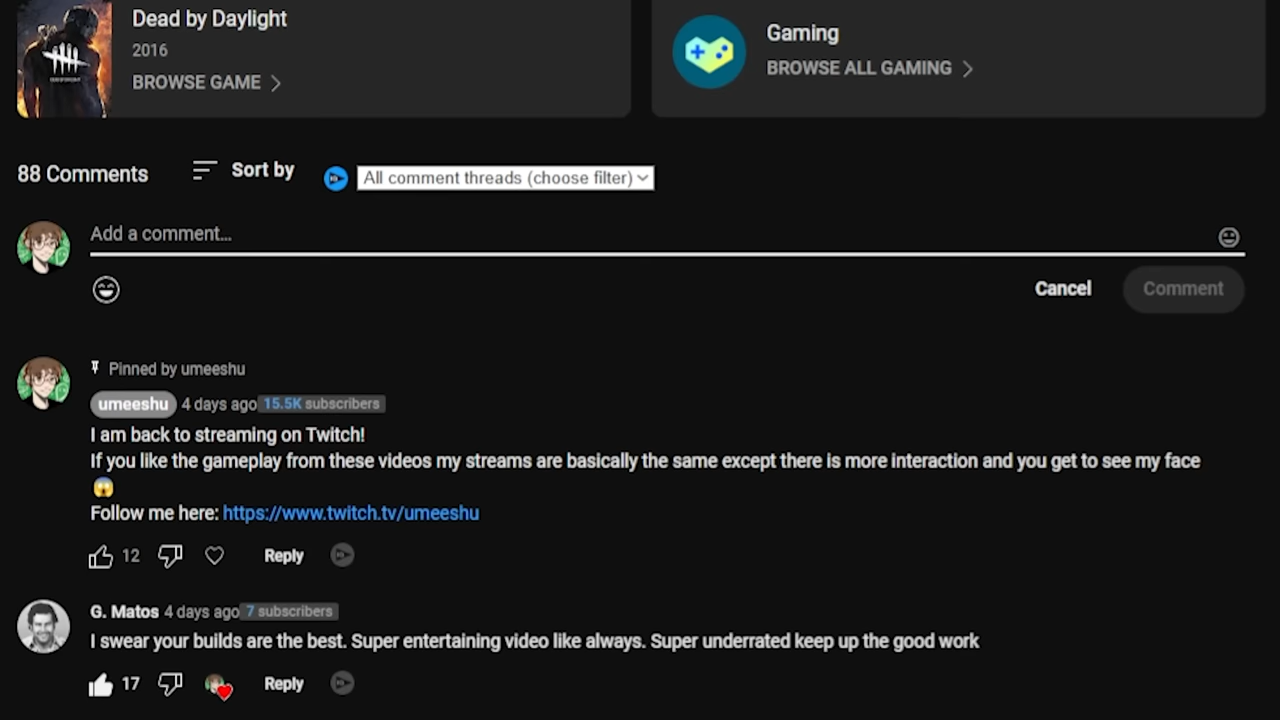 Dead by Daylight
2016
BROWSE GAME
Gaming
BROWSE ALL GAMING
88 Comments
Sort by
All comment threads (choose filter)
Add a comment...
Cancel
Comment
Pinned by umeeshu
umeeshu 4 days ago 15.5K subscribers
I am back to streaming on Twitch!
If you like the gameplay from these videos my streams are basically the same except there is more interaction and you get to see my face
😱
Follow me here: https://www.twitch.tv/umeeshu
12
Reply
G. Matos 4 days ago 7 subscribers
I swear your builds are the best. Super entertaining video like always. Super underrated keep up the good work
17
Reply